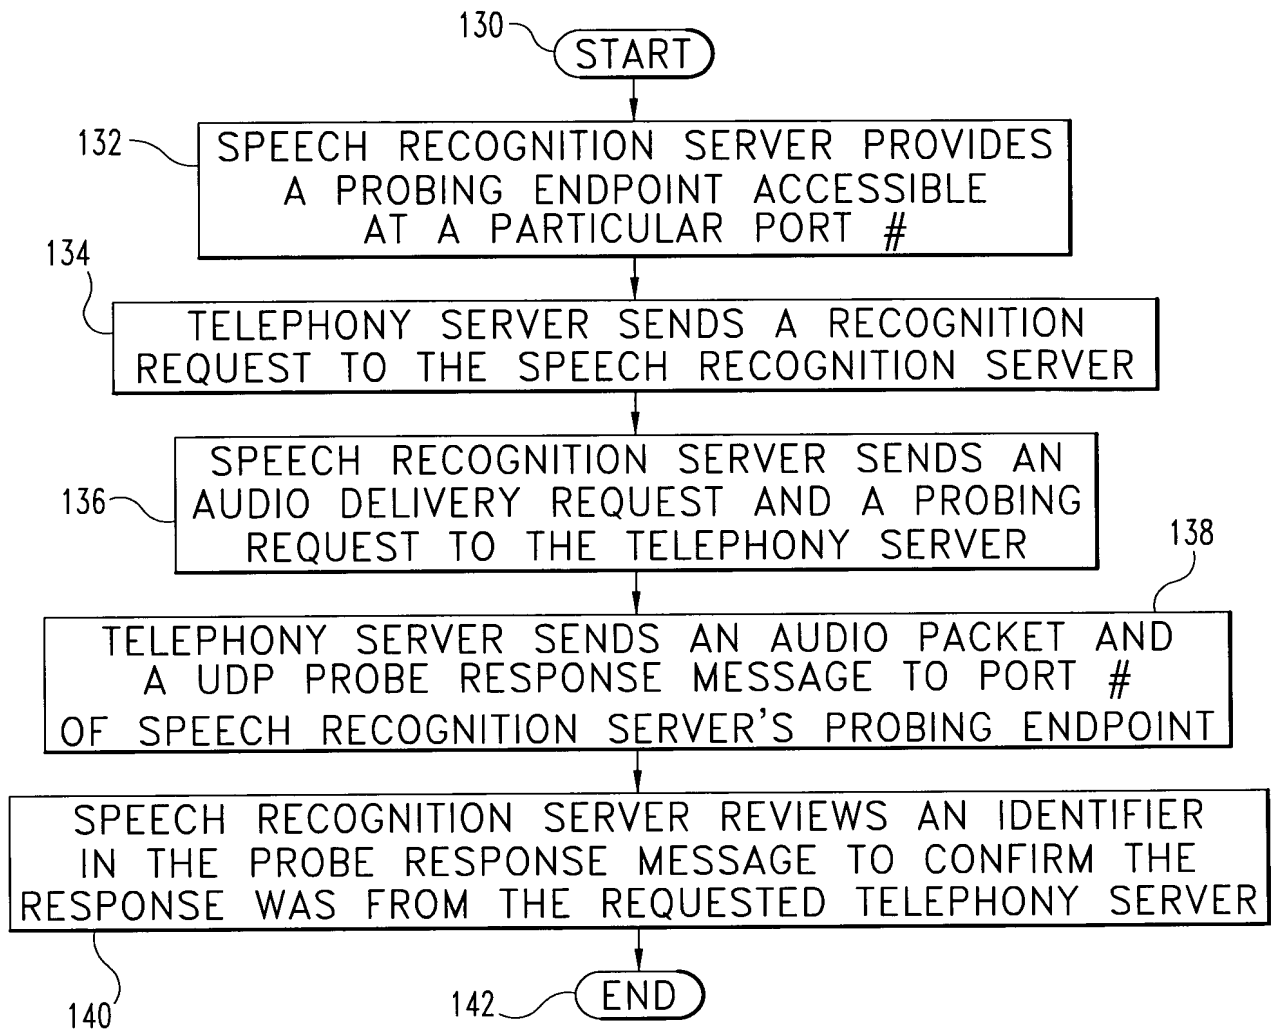 130
START
132
SPEECH RECOGNITION SERVER PROVIDES
A PROBING ENDPOINT ACCESSIBLE
AT A PARTICULAR PORT #
134
TELEPHONY SERVER SENDS A RECOGNITION
REQUEST TO THE SPEECH RECOGNITION SERVER
136
SPEECH RECOGNITION SERVER SENDS AN
AUDIO DELIVERY REQUEST AND A PROBING
REQUEST TO THE TELEPHONY SERVER
138
TELEPHONY SERVER SENDS AN AUDIO PACKET AND
A UDP PROBE RESPONSE MESSAGE TO PORT #
OF SPEECH RECOGNITION SERVER'S PROBING ENDPOINT
SPEECH RECOGNITION SERVER REVIEWS AN IDENTIFIER
IN THE PROBE RESPONSE MESSAGE TO CONFIRM THE
RESPONSE WAS FROM THE REQUESTED TELEPHONY SERVER
140
142
END